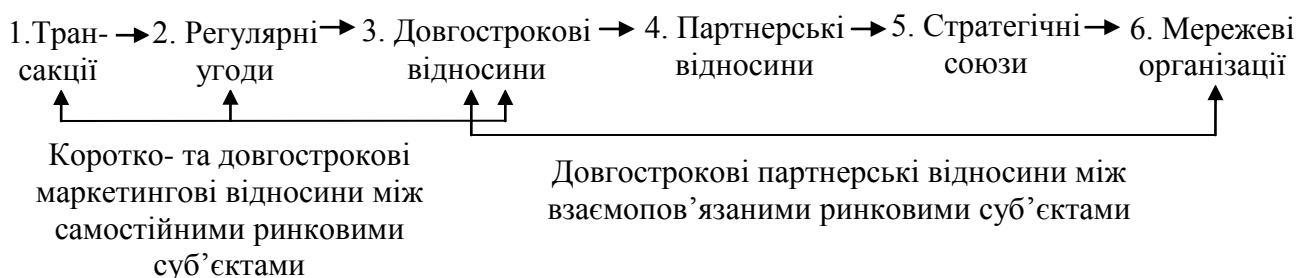 1.Тран- 2. Регулярні 3. Довгострокові 4. Партнерські 5. Стратегічні 6. Мережеві
сакції угоди відносини відносини союзи організації
Коротко- та довгострокові
маркетингові відносини між
самостійними ринковими
суб’єктами
Довгострокові партнерські відносини між
взаємопов’язаними ринковими суб’єктами